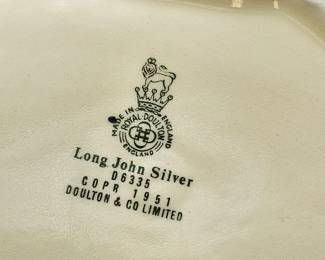 MADE IN ENGLAND
ROYAL DOULTON
ENGLAND
Long John Silver
D6335
COPR 1951
DOULTON & CO LIMITED